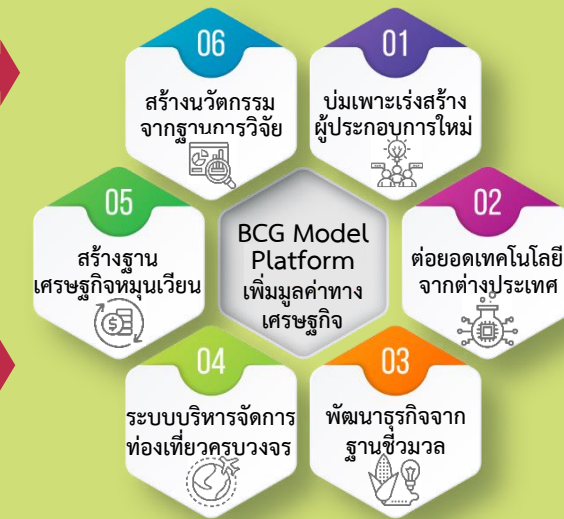 01
บ่มเพาะเร่งสร้าง
ผู้ประกอบการใหม่
02
ต่อยอดเทคโนโลยี
จากต่างประเทศ
03
พัฒนาธุรกิจจาก
ฐานชีวมวล
04
ระบบบริหารจัดการ
ท่องเที่ยวครบวงจร
05
สร้างฐาน
เศรษฐกิจหมุนเวียน
06
สร้างนวัตกรรม
จากฐานการวิจัย
BCG Model
Platform
เพิ่มมูลค่าทาง
เศรษฐกิจ